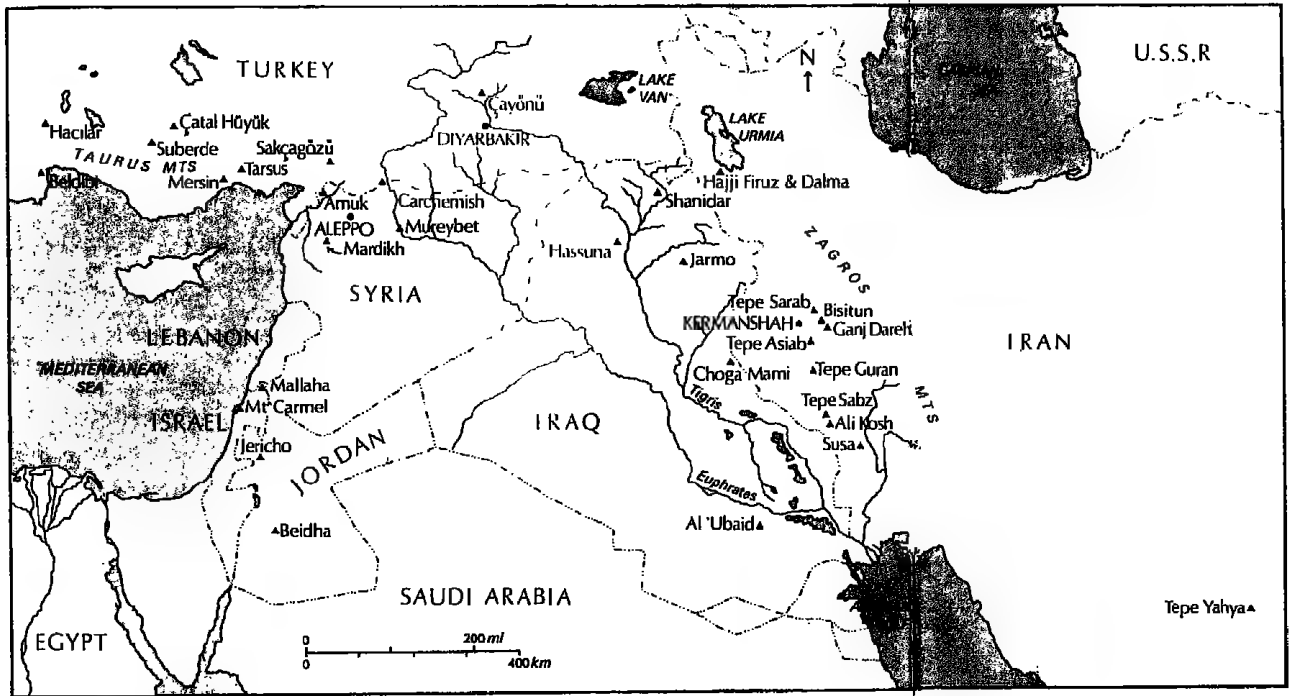 TURKEY
U.S.S.R
N
LAKE
VAN
Çayönü
LAKE
URMIA
Hacılar
Çatal Hüyük
DIYARBAKIR
Suberde
Sakçagözü
TAURUS MTS
Tarsus
Mersin
Beldibi
Hajji Firuz & Dalma
Shanidar
Amuk
Carchemish
ALEPPO
Mureybet
Mardikh
Hassuna
Jarmo
ZAGROS
SYRIA
Tepe Sarab
Bisitun
KERMANSHAH
Ganj Dareh
LEBANON
Tepe Asiab
IRAN
MEDITERRANEAN
SEA
Choga Mami
Tepe Guran
Mallaha
Tigris
MTS
Tepe Sabz
Mt Carmel
ISRAEL
IRAQ
Ali Kosh
Susa
Jericho
JORDAN
Euphrates
Al 'Ubaid
Beidha
SAUDI ARABIA
Tepe Yahya
EGYPT
0 200 ml
0 400 km